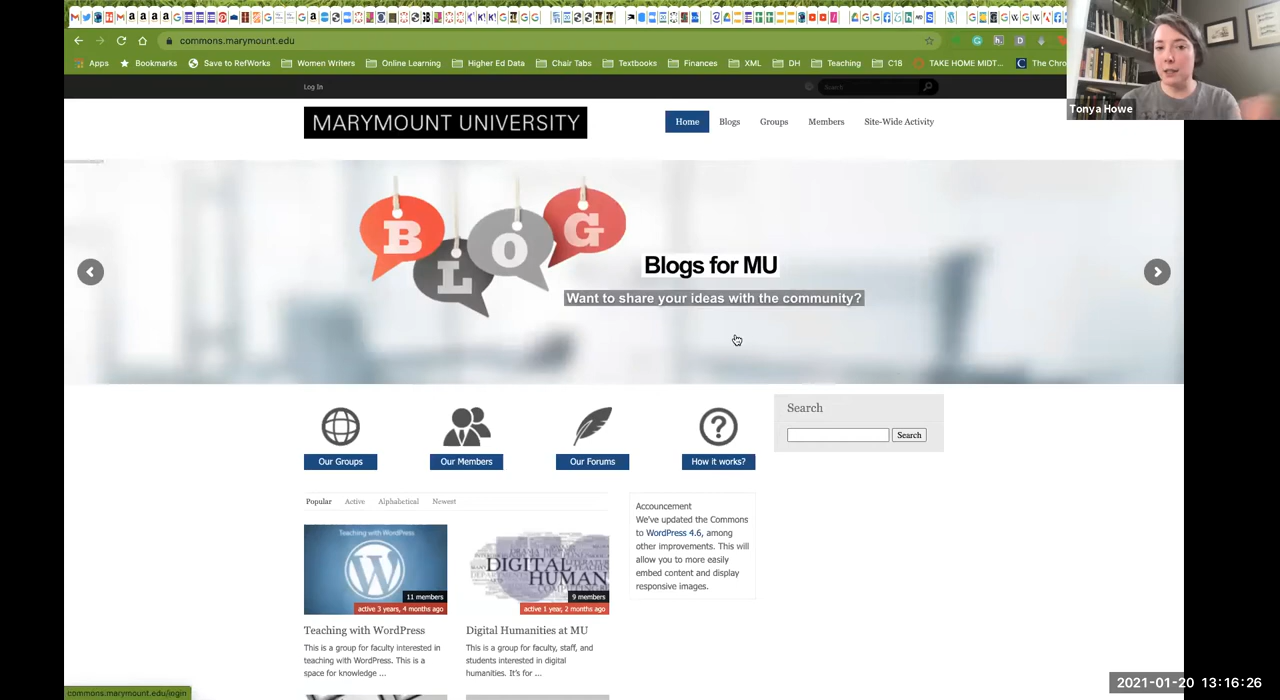 commons.marymount.edu
Apps Bookmarks Save to RefWorks Women Writers Online Learning Higher Ed Data Chair Tabs Textbooks Finances XML DH Teaching C18 TAKE HOME MIDT... The Chro
Tonya Howe
Log In
Search
MARYMOUNT UNIVERSITY
Home Blogs Groups Members Site-Wide Activity
BLOG
Blogs for MU
Want to share your ideas with the community?
Search
Search
Our Groups Our Members Our Forums How it works?
Popular Active Alphabetical Newest
Teaching with WordPress
11 members
active 3 years, 4 months ago
Teaching with WordPress
This is a group for faculty interested in
teaching with WordPress. This is a
space for knowledge ...
DIGITAL
HUMAN
9 members
active 1 year, 2 months ago
Digital Humanities at MU
This is a group for faculty, staff, and
students interested in digital
humanities. It's for ...
Accouncement
We've updated the Commons
to WordPress 4.6, among
other improvements. This will
allow you to more easily
embed content and display
responsive images.
commons.marymount.edu/login
2021-01-20 13:16:26